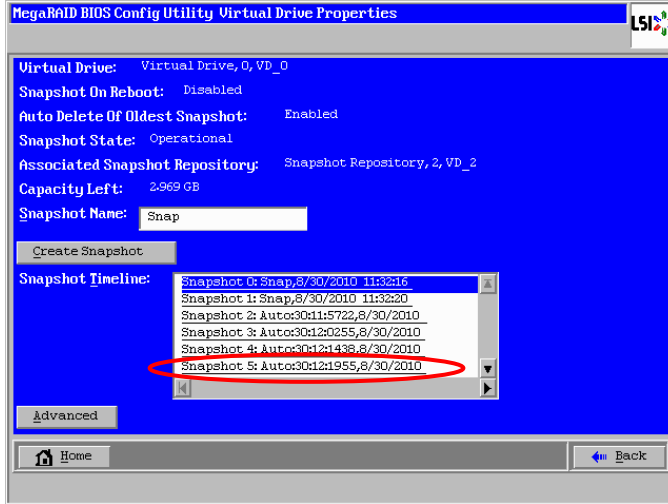 MegaRAID BIOS Config Utility Virtual Drive Properties
LSI
Virtual Drive: Virtual Drive, 0, VD_0
Snapshot On Reboot: Disabled
Auto Delete Of Oldest Snapshot: Enabled
Snapshot State: Operational
Associated Snapshot Repository: Snapshot Repository, 2, VD_2
Capacity Left: 2.969 GB
Snapshot Name: Snap
Create Snapshot
Snapshot Timeline:
Snapshot 0: Snap,8/30/2010 11:32:16
Snapshot 1: Snap,8/30/2010 11:32:20
Snapshot 2: Auto:30:11:5722,8/30/2010
Snapshot 3: Auto:30:12:0255,8/30/2010
Snapshot 4: Auto:30:12:1438,8/30/2010
Snapshot 5: Auto:30:12:1955,8/30/2010
Advanced
Home
Back